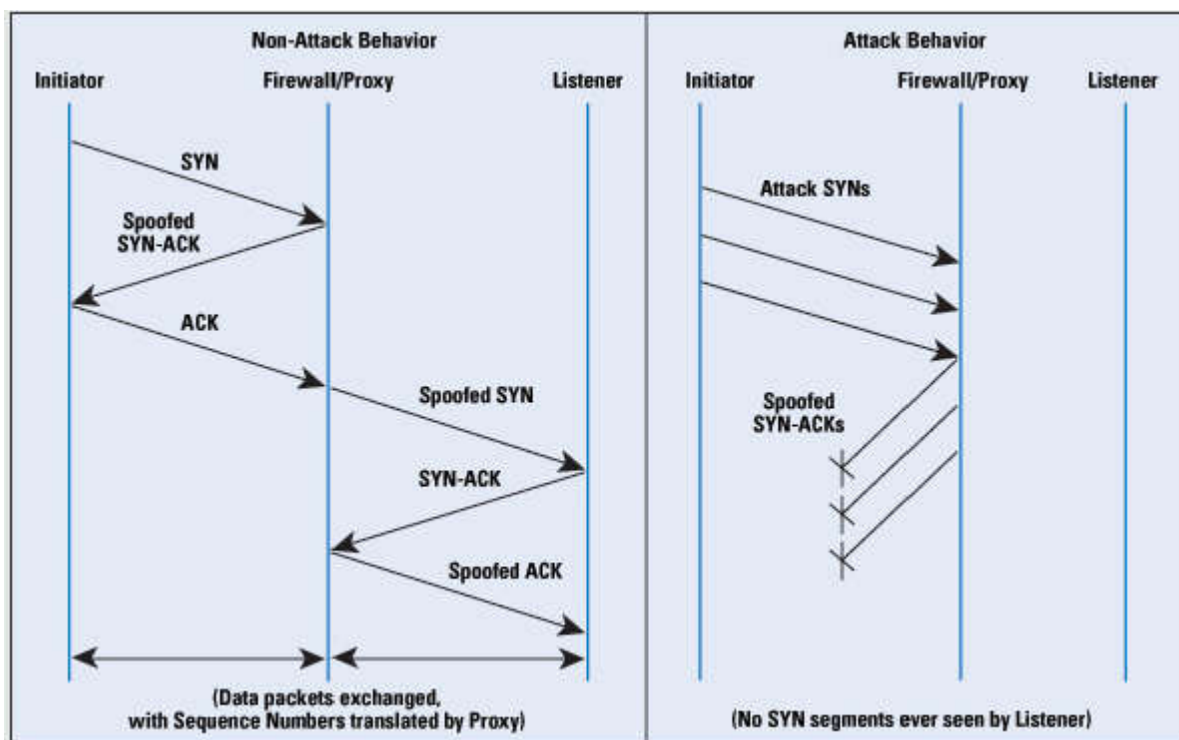 Non-Attack Behavior
Initiator
Firewall/Proxy
Listener
SYN
Spoofed
SYN-ACK
ACK
Spoofed SYN
SYN-ACK
Spoofed ACK
(Data packets exchanged,
with Sequence Numbers translated by Proxy)
Attack Behavior
Initiator
Firewall/Proxy
Listener
Attack SYNs
Spoofed
SYN-ACKs
(No SYN segments ever seen by Listener)